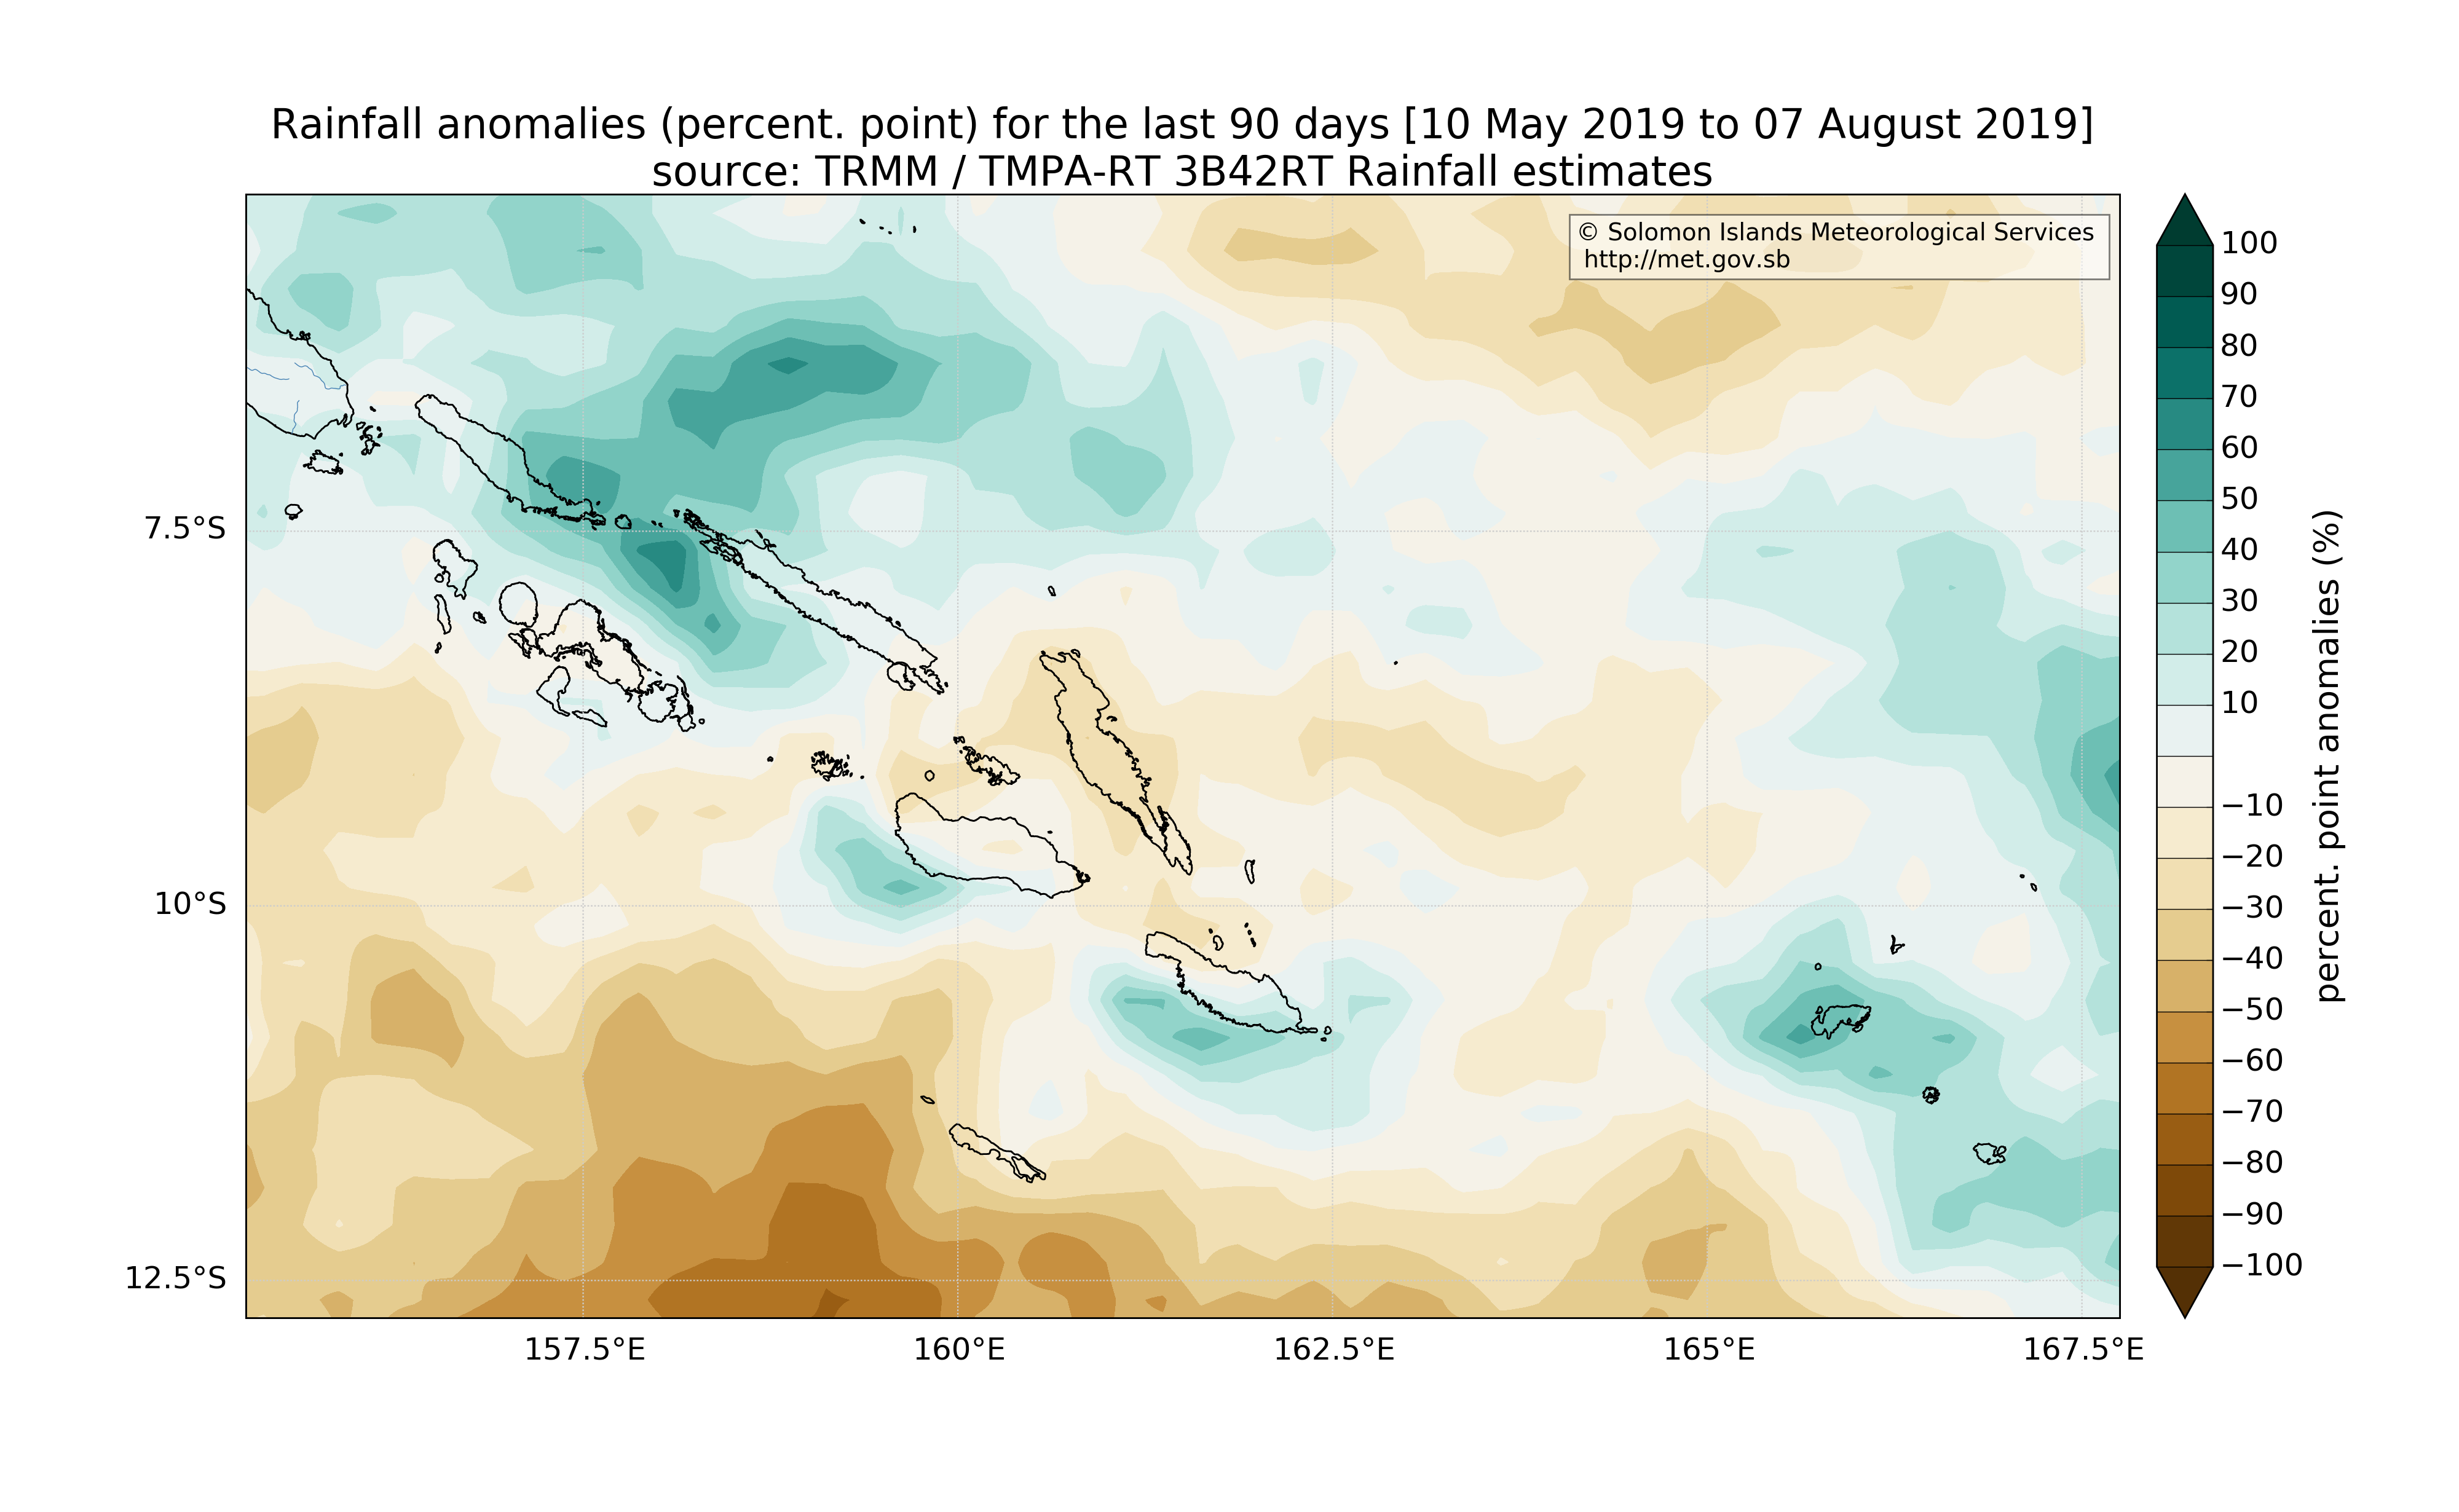 Rainfall anomalies (percent. point) for the last 90 days [10 May 2019 to 07 August 2019]
source: TRMM / TMPA-RT 3B42RT Rainfall estimates
© Solomon Islands Meteorological Services
http://met.gov.sb
7.5°S
10°S
12.5°S
157.5°E
160°E
162.5°E
165°E
167.5°E
100
90
80
70
60
50
40
30
20
10
−10
−20
−30
−40
−50
−60
−70
−80
−90
−100
percent. point anomalies (%)